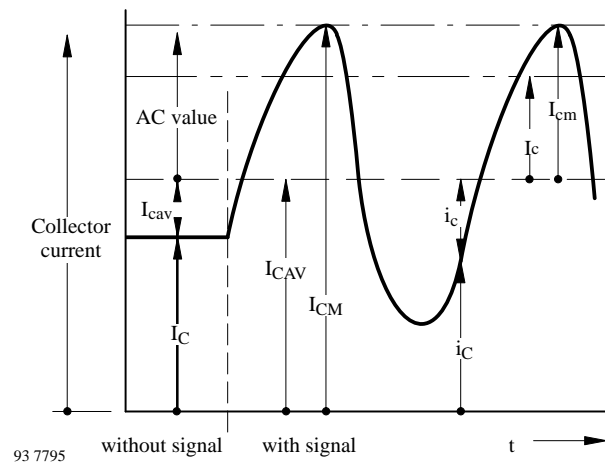 AC value
I_cm
I_c
Collector
current
I_cav
i_c
I_CAV
I_CM
I_C
i_C
without signal
with signal
t
93 7795